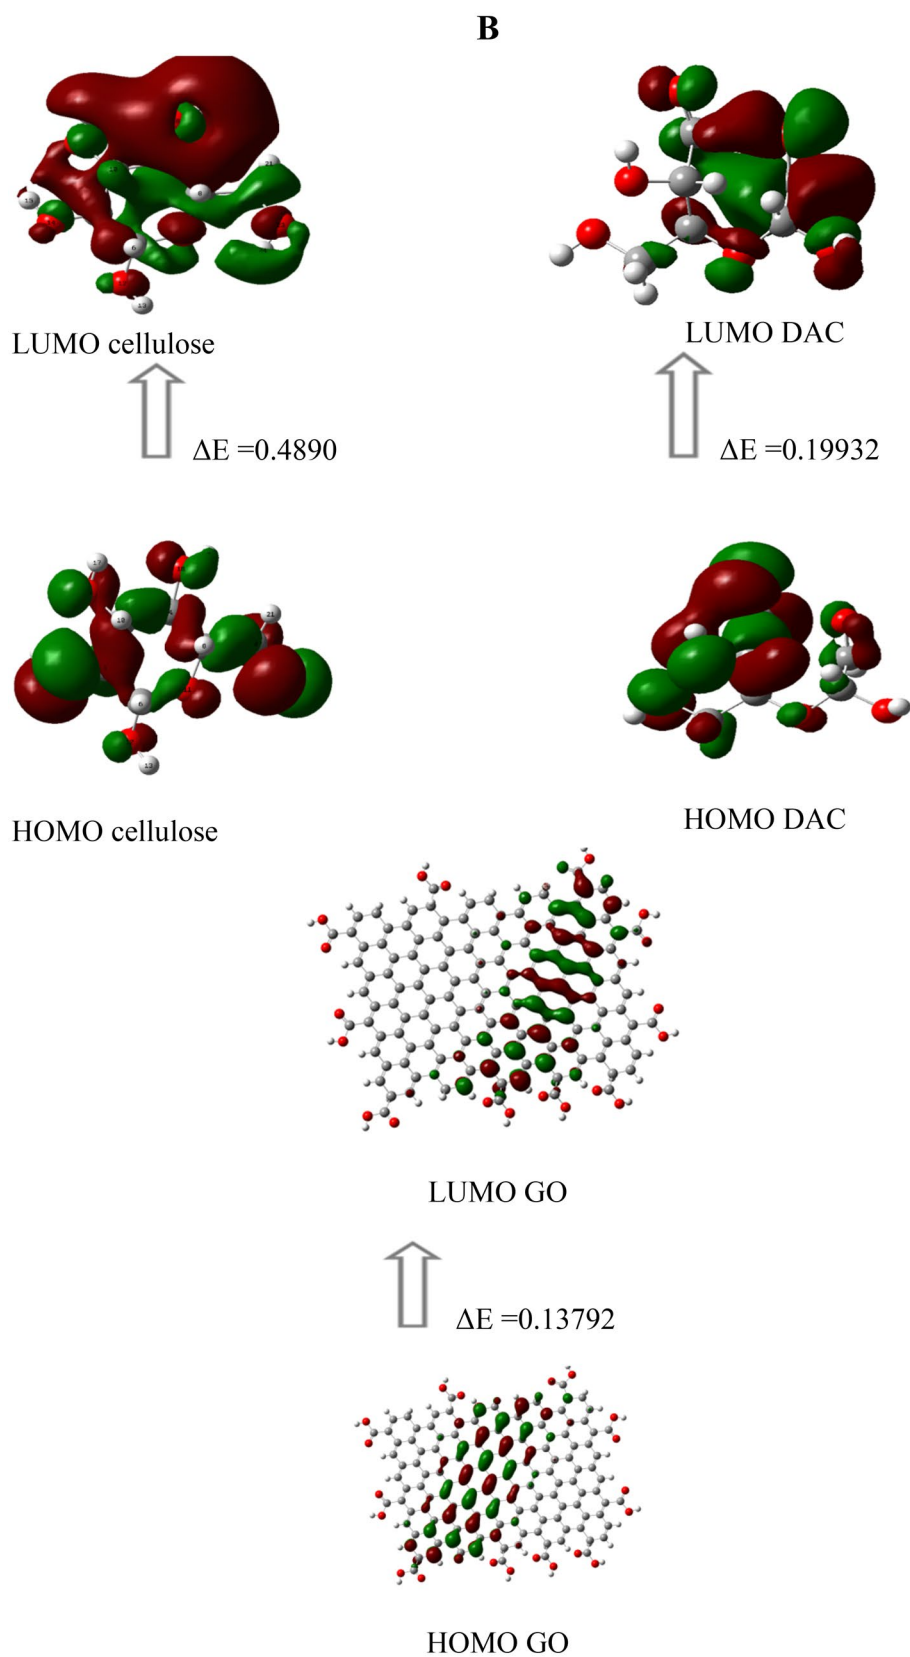 B
LUMO cellulose
LUMO DAC
ΔE =0.4890
ΔE =0.19932
HOMO cellulose
HOMO DAC
LUMO GO
ΔE =0.13792
HOMO GO